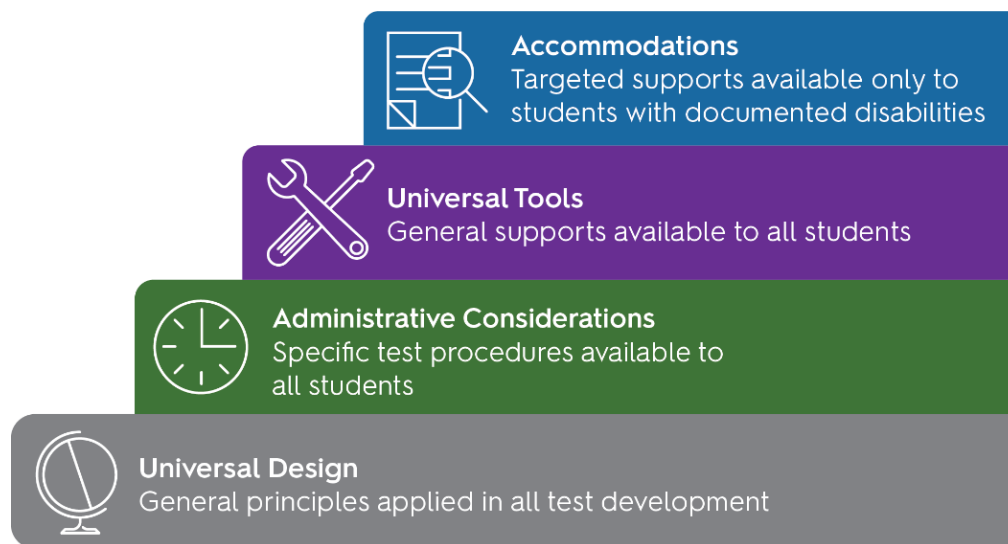 Accommodations
Targeted supports available only to
students with documented disabilities
Universal Tools
General supports available to all students
Administrative Considerations
Specific test procedures available to
all students
Universal Design
General principles applied in all test development